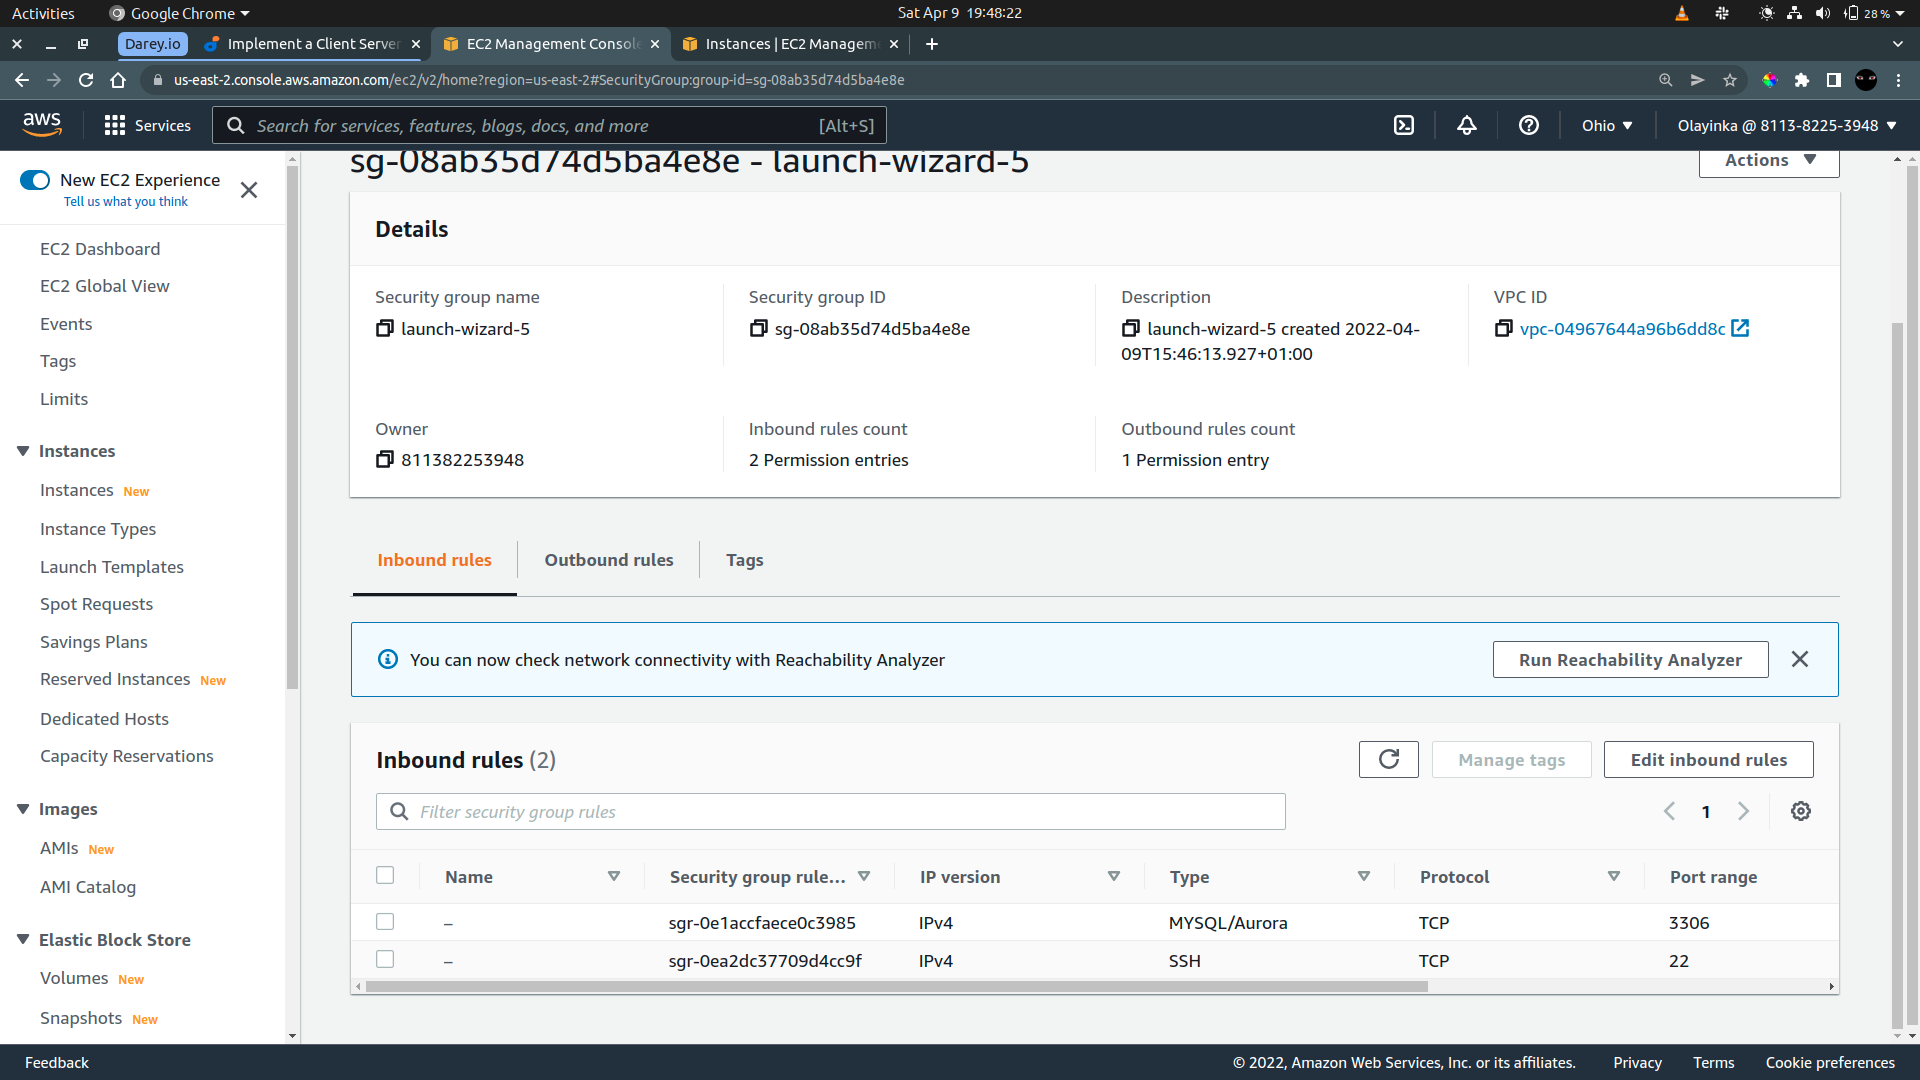 Activities
Google Chrome
Sat Apr 9 19:48:22
28 %
Darey.io
Implement a Client Server
EC2 Management Console
Instances | EC2 Managem
us-east-2.console.aws.amazon.com/ec2/v2/home?region=us-east-2#SecurityGroup:group-id=sg-08ab35d74d5ba4e8e
aws
Services
Search for services, features, blogs, docs, and more
[Alt+S]
Ohio
Olayinka @ 8113-8225-3948
New EC2 Experience
Tell us what you think
EC2 Dashboard
EC2 Global View
Events
Tags
Limits
Instances
Instances New
Instance Types
Launch Templates
Spot Requests
Savings Plans
Reserved Instances New
Dedicated Hosts
Capacity Reservations
Images
AMIs New
AMI Catalog
Elastic Block Store
Volumes New
Snapshots New
sg-08ab35d74d5ba4e8e - launch-wizard-5
Actions
Details
Security group name
launch-wizard-5
Security group ID
sg-08ab35d74d5ba4e8e
Description
launch-wizard-5 created 2022-04-
09T15:46:13.927+01:00
VPC ID
vpc-04967644a96b6dd8c
Owner
811382253948
Inbound rules count
2 Permission entries
Outbound rules count
1 Permission entry
Inbound rules
Outbound rules
Tags
You can now check network connectivity with Reachability Analyzer
Run Reachability Analyzer
Inbound rules (2)
Manage tags
Edit inbound rules
Filter security group rules
1
Name Security group rule... IP version Type Protocol Port range
– sgr-0e1accfaece0c3985 IPv4 MYSQL/Aurora TCP 3306
– sgr-0ea2dc37709d4cc9f IPv4 SSH TCP 22
Feedback
© 2022, Amazon Web Services, Inc. or its affiliates.
Privacy
Terms
Cookie preferences